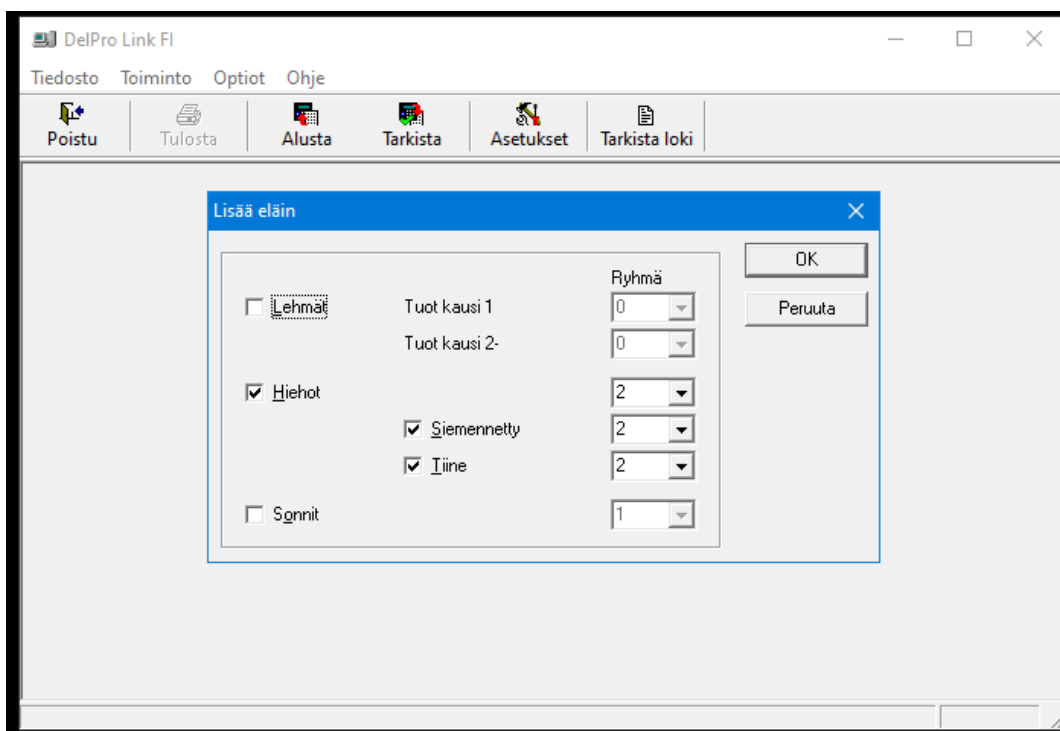 DelPro Link FI
Tiedosto Toiminto Optiot Ohje
Poistu Tulosta Alusta Tarkista Asetukset Tarkista loki
Lisää eläin
OK
Ryhmä
Lehmät Tuot kausi 1 0 Peruuta
Tuot kausi 2- 0
Hiehot 2
Siemennetty 2
Tiine 2
Sonnit 1